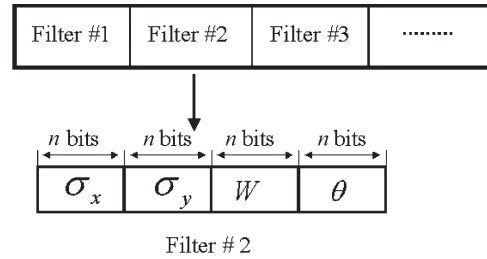 Filter #1 Filter #2 Filter #3 .........
n bits n bits n bits n bits
σx σy W θ
Filter # 2